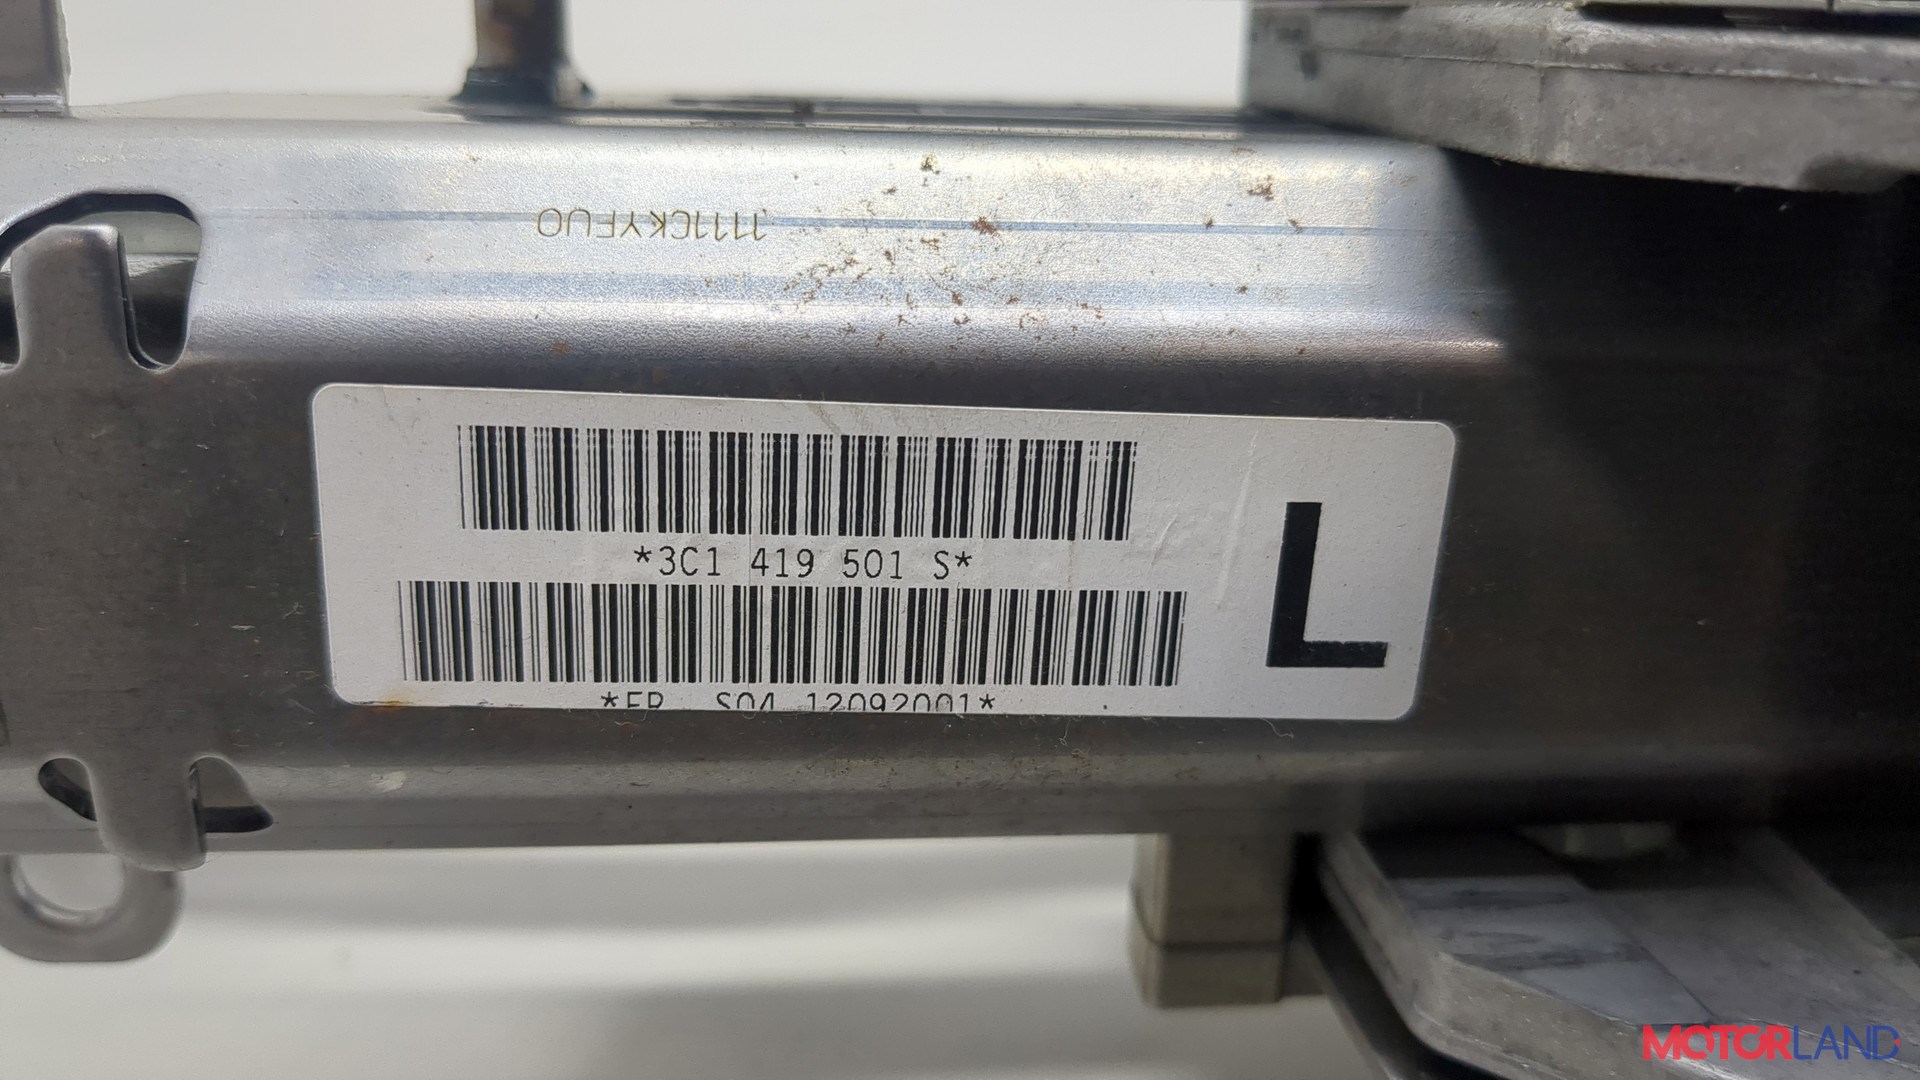 1111CKYFU0
*3C1 419 501 S*
L
*FR S04 12092001*
MOTORLAND